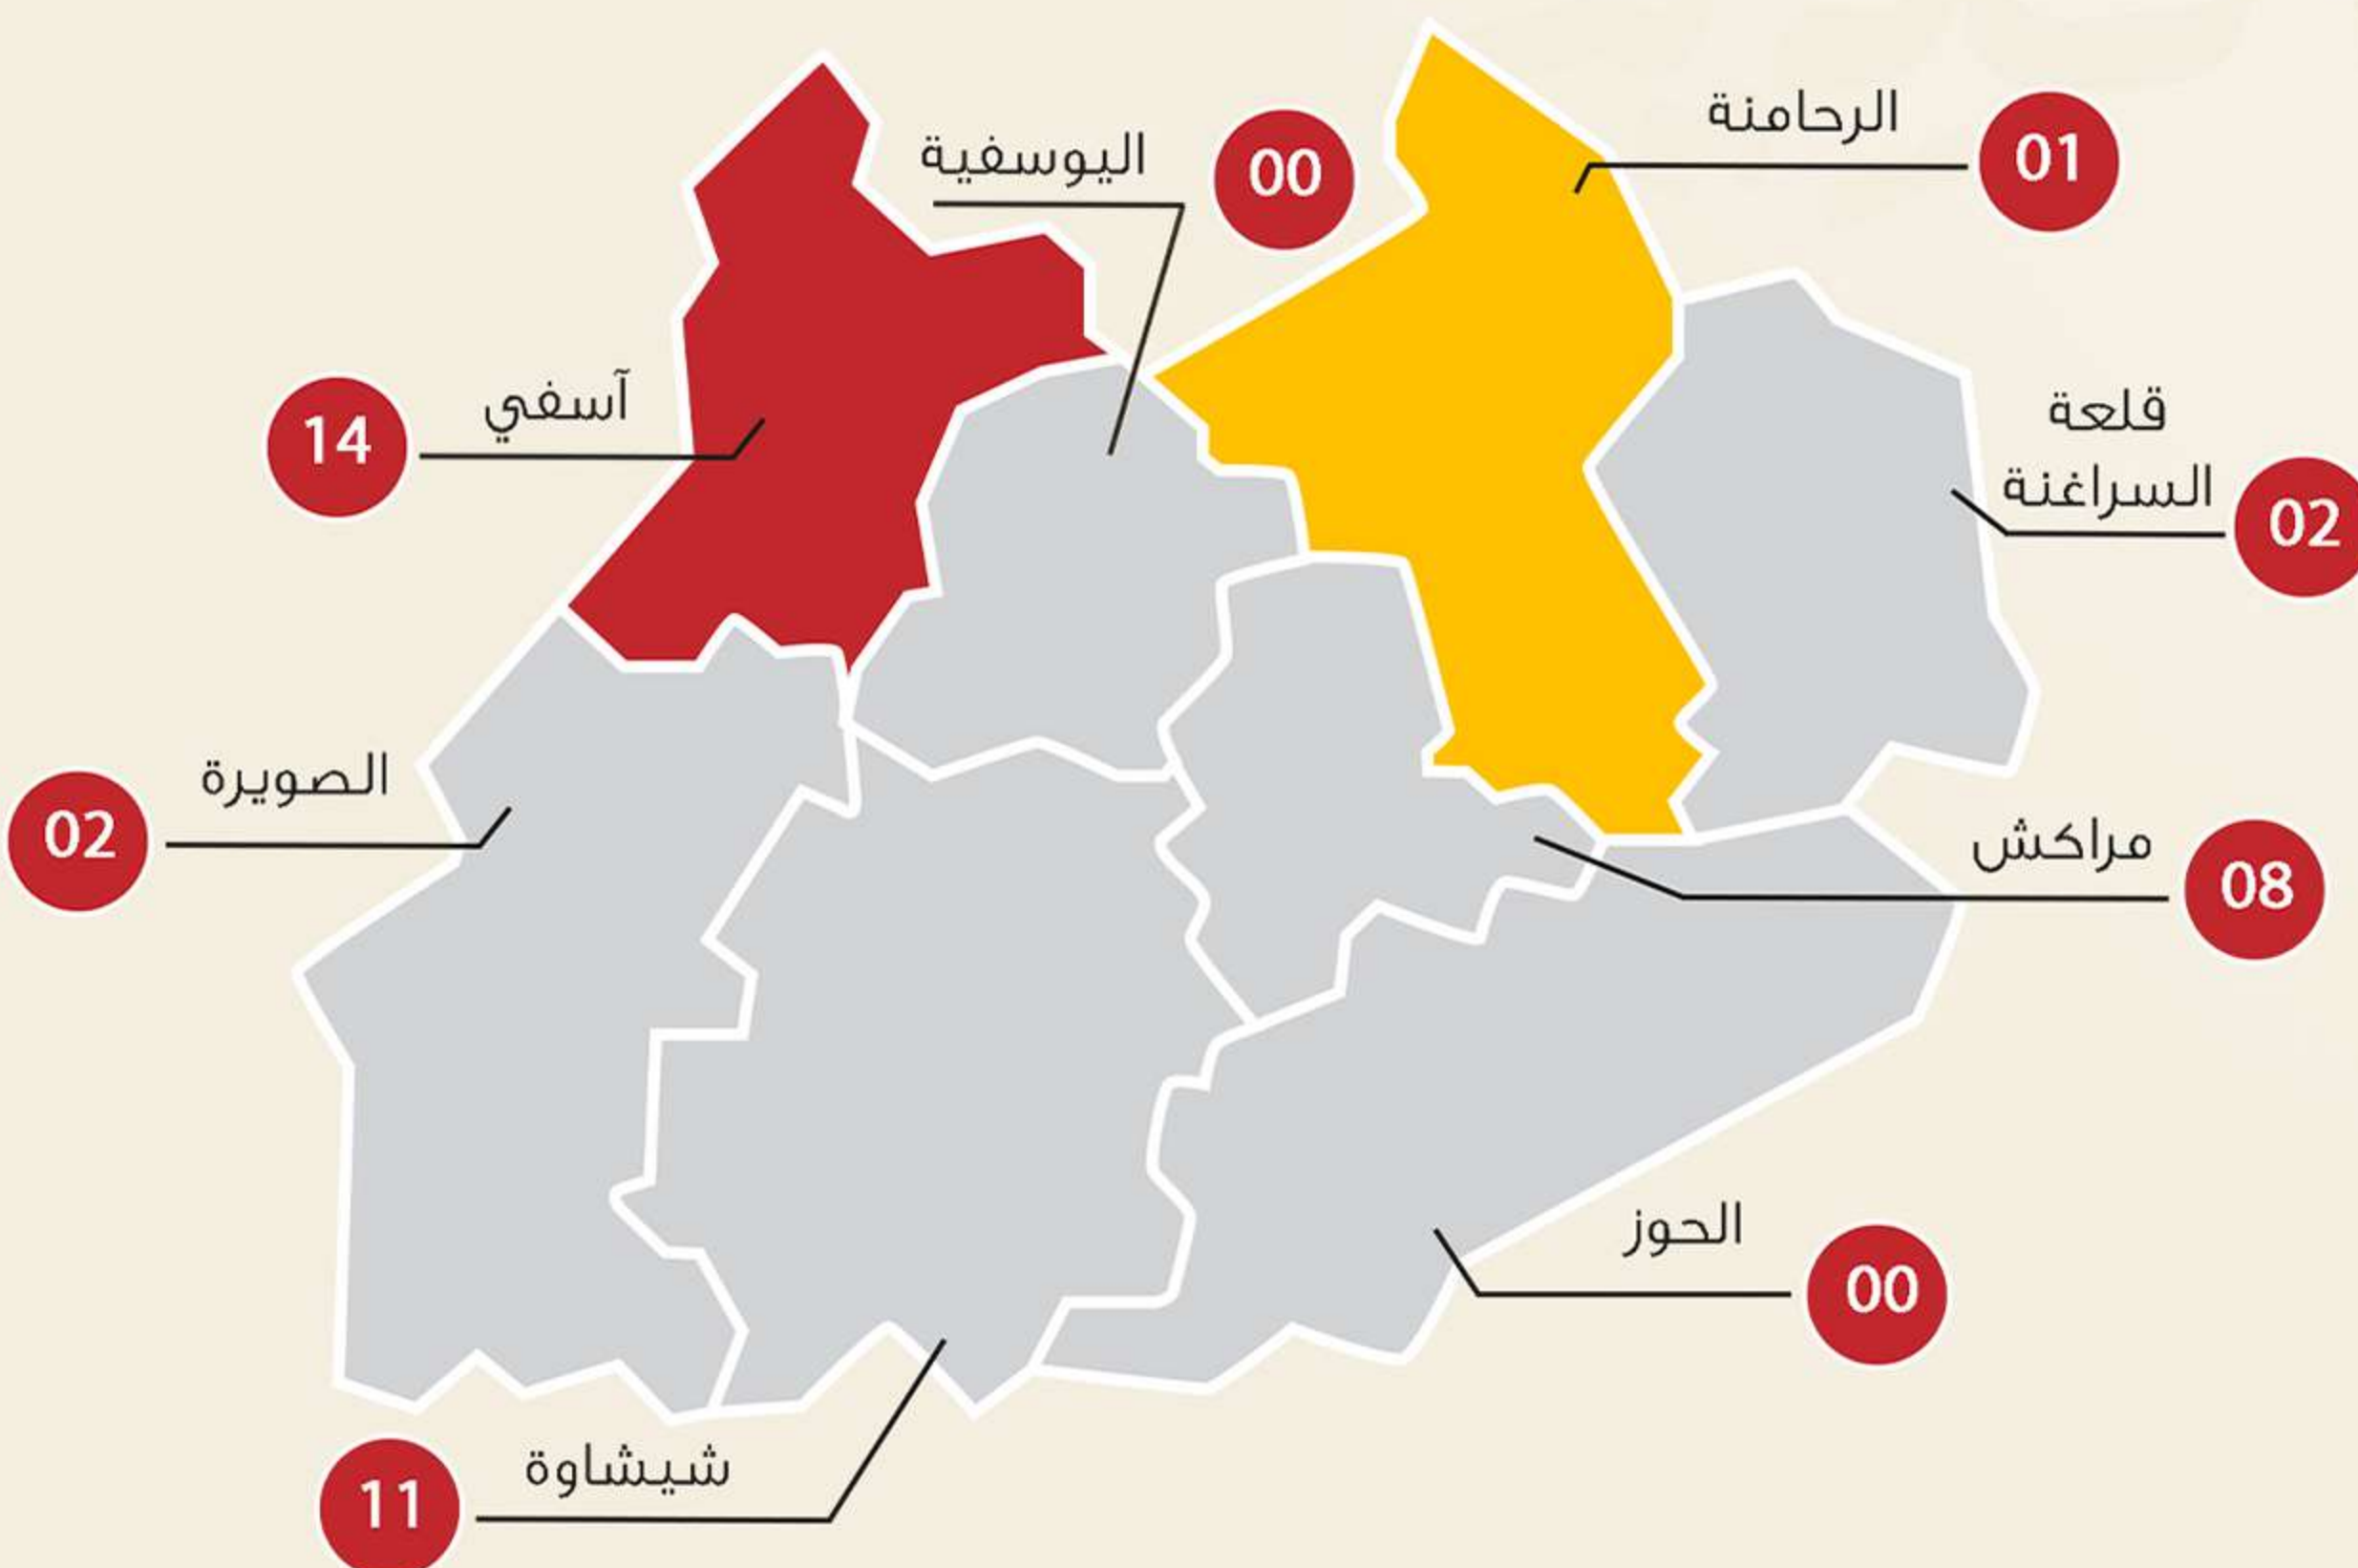 الرحامنة
01
اليوسفية
00
آسفي
14
قلعة
السراغنة
02
الصويرة
02
مراكش
08
الحوز
00
شيشاوة
11